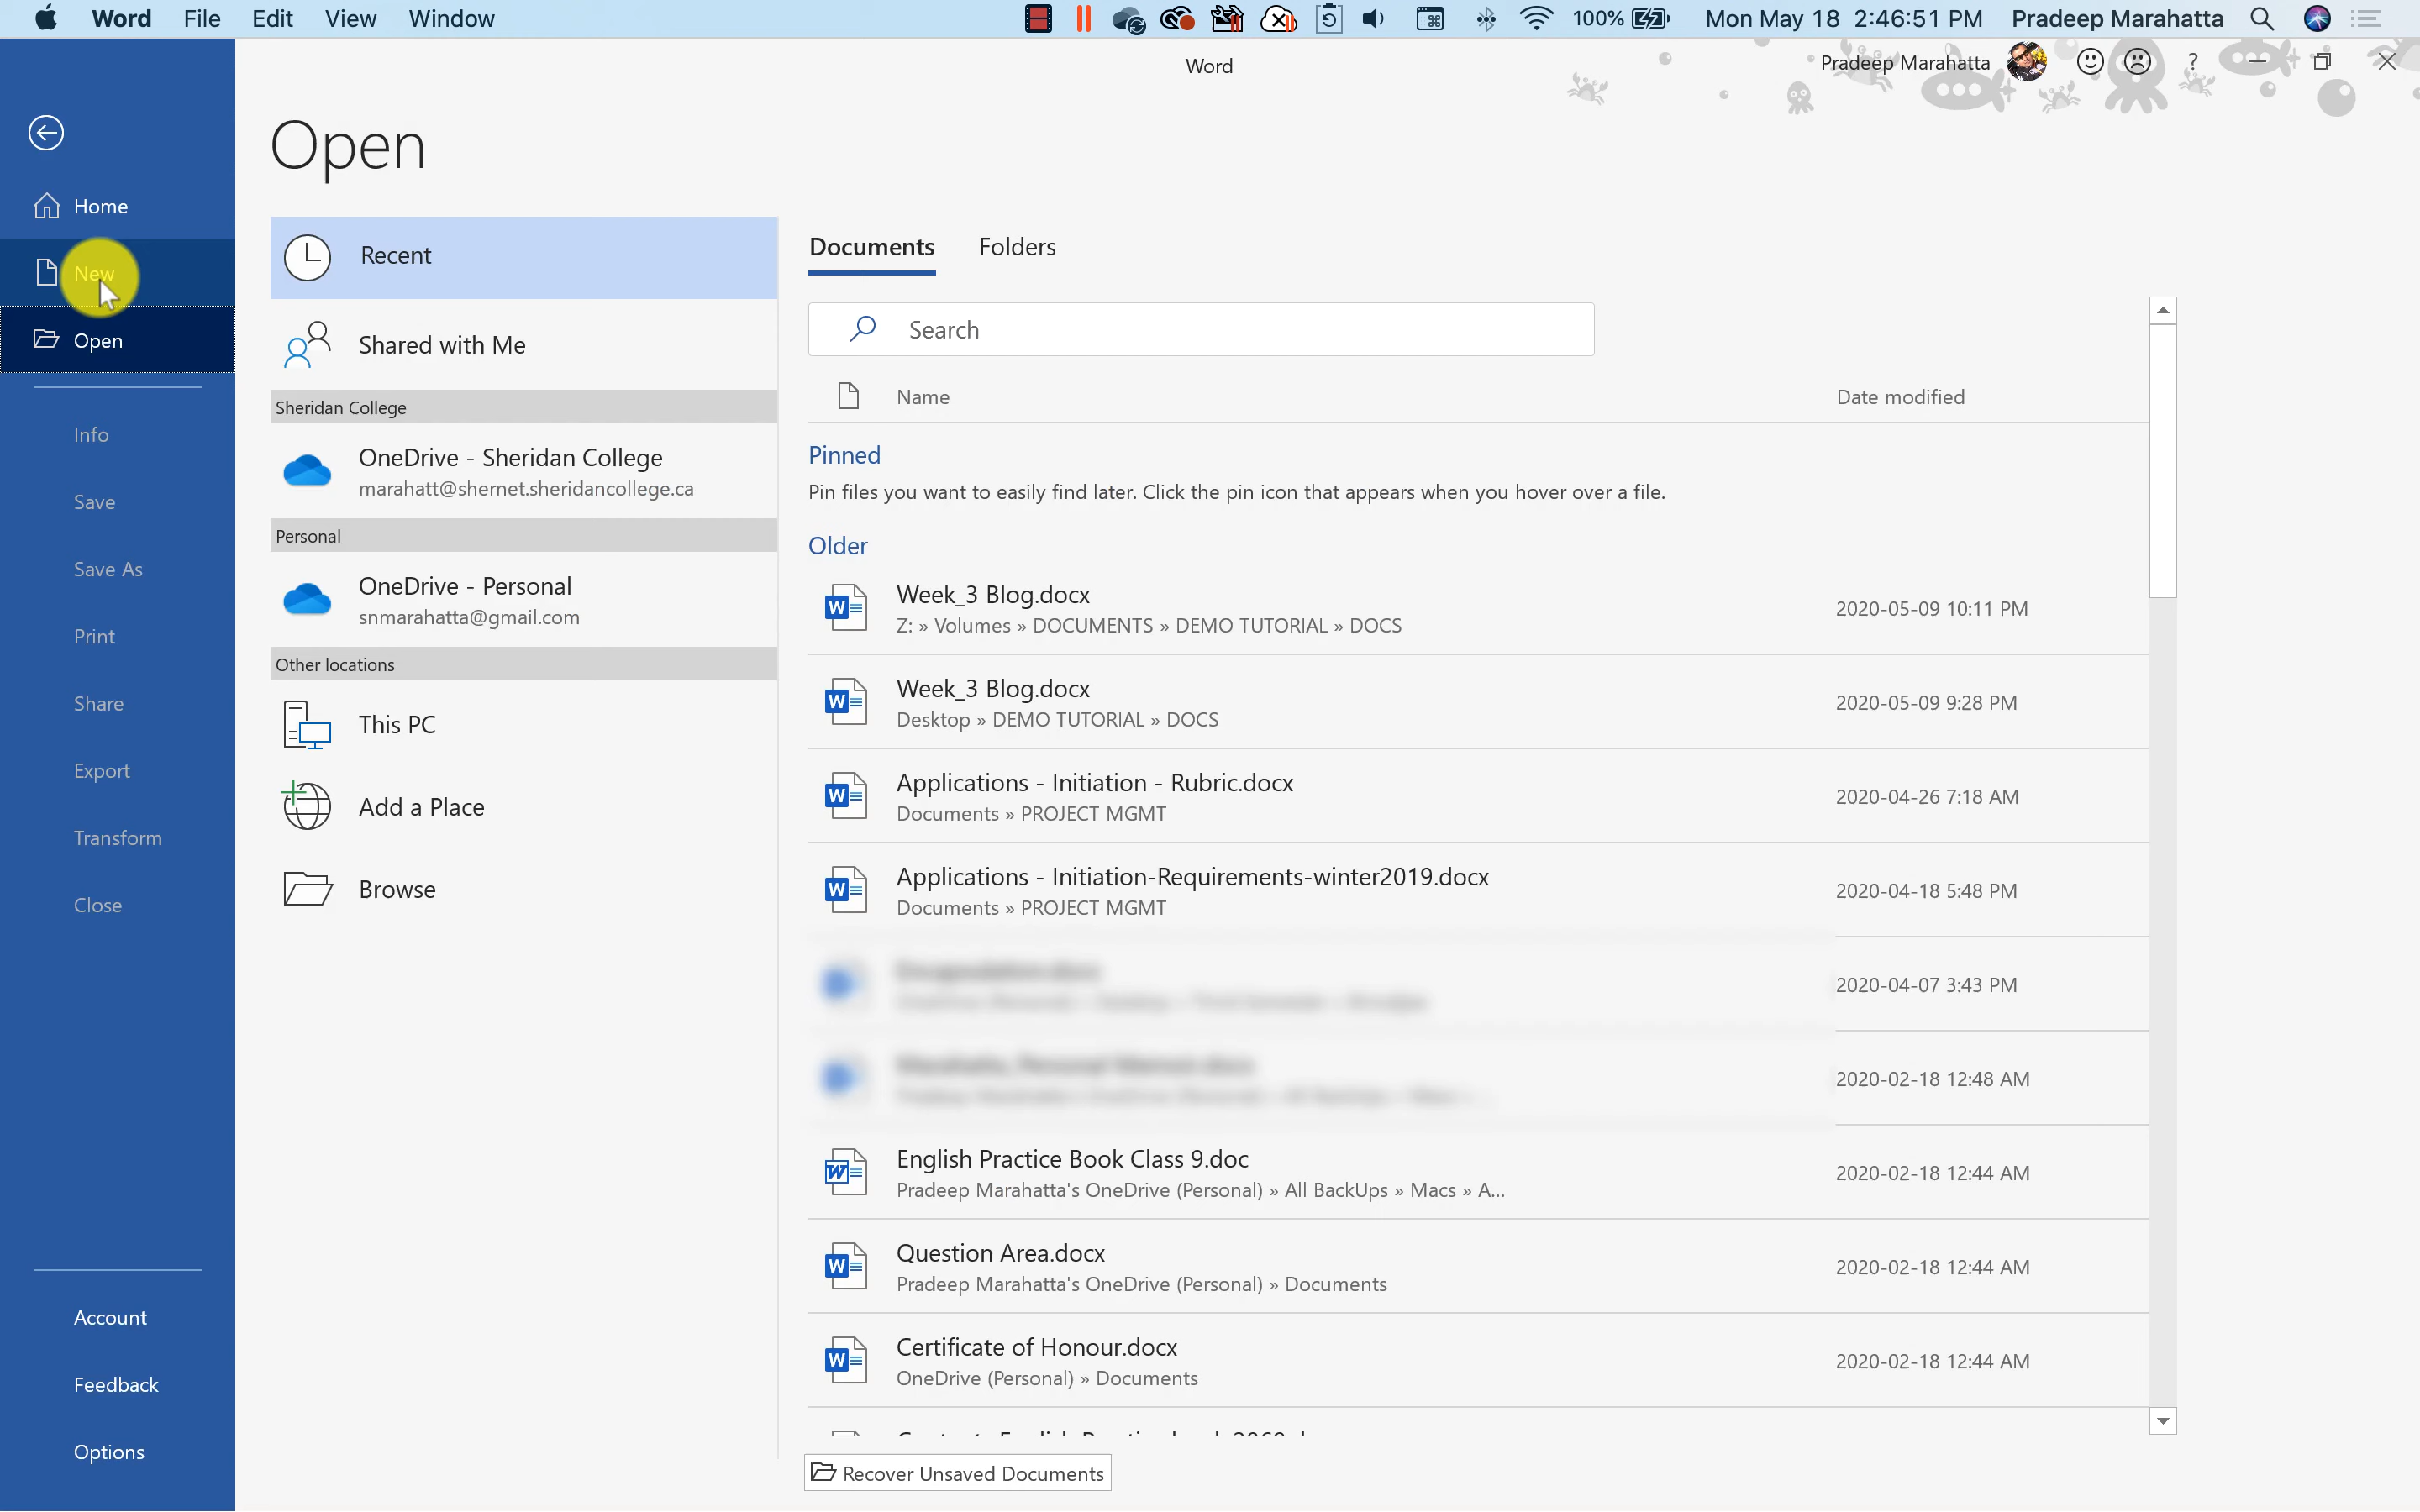 Word File Edit View Window 100% Mon May 18 2:46:51 PM Pradeep Marahatta
Word
Pradeep Marahatta ?
Open
Home
New
Open
Info
Save
Save As
Print
Share
Export
Transform
Close
Account
Feedback
Options
Recent
Shared with Me
Sheridan College
OneDrive - Sheridan College
marahatt@shernet.sheridancollege.ca
Personal
OneDrive - Personal
snmarahatta@gmail.com
Other locations
This PC
Add a Place
Browse
Documents Folders
Search
Name Date modified
Pinned
Pin files you want to easily find later. Click the pin icon that appears when you hover over a file.
Older
Week_3 Blog.docx
Z: » Volumes » DOCUMENTS » DEMO TUTORIAL » DOCS
2020-05-09 10:11 PM
Week_3 Blog.docx
Desktop » DEMO TUTORIAL » DOCS
2020-05-09 9:28 PM
Applications - Initiation - Rubric.docx
Documents » PROJECT MGMT
2020-04-26 7:18 AM
Applications - Initiation-Requirements-winter2019.docx
Documents » PROJECT MGMT
2020-04-18 5:48 PM
2020-04-07 3:43 PM
2020-02-18 12:48 AM
English Practice Book Class 9.doc
Pradeep Marahatta's OneDrive (Personal) » All BackUps » Macs » A...
2020-02-18 12:44 AM
Question Area.docx
Pradeep Marahatta's OneDrive (Personal) » Documents
2020-02-18 12:44 AM
Certificate of Honour.docx
OneDrive (Personal) » Documents
2020-02-18 12:44 AM
Recover Unsaved Documents